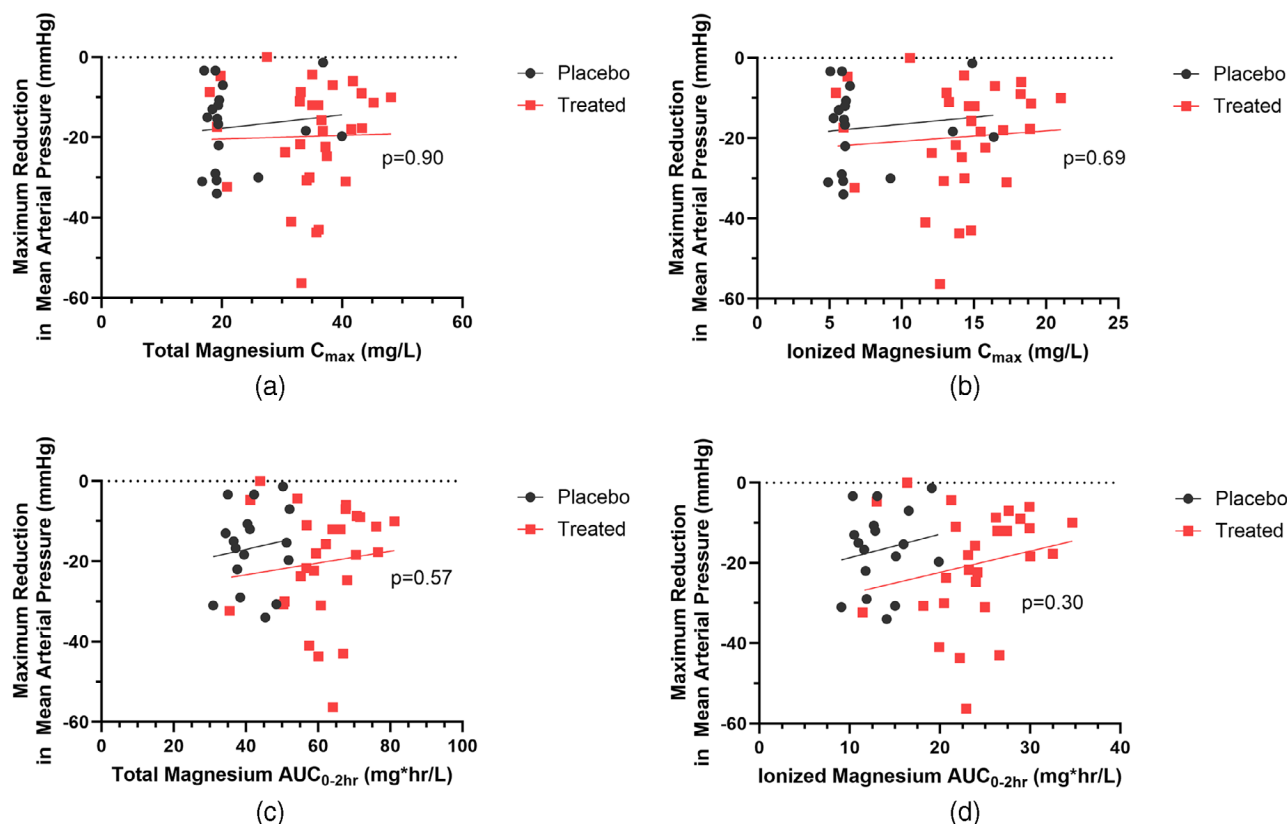 Maximum Reduction
in Mean Arterial Pressure (mmHg)
0
-20
-40
-60
0
20
40
60
Total Magnesium Cmax (mg/L)
p=0.90
Placebo
Treated
(a)
Maximum Reduction
in Mean Arterial Pressure (mmHg)
0
-20
-40
-60
0
5
10
15
20
25
Ionized Magnesium Cmax (mg/L)
p=0.69
Placebo
Treated
(b)
Maximum Reduction
in Mean Arterial Pressure (mmHg)
0
-20
-40
-60
0
20
40
60
80
100
Total Magnesium AUC0-2hr (mg*hr/L)
p=0.57
Placebo
Treated
(c)
Maximum Reduction
in Mean Arterial Pressure (mmHg)
0
-20
-40
-60
0
10
20
30
40
Ionized Magnesium AUC0-2hr (mg*hr/L)
p=0.30
Placebo
Treated
(d)